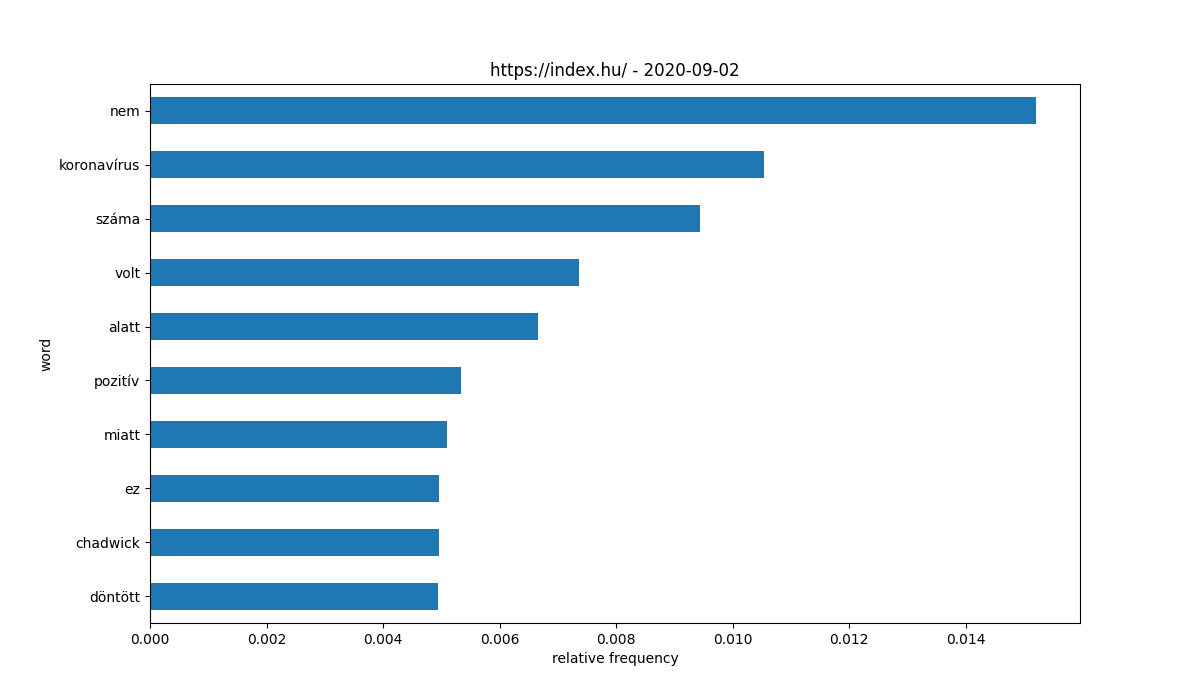 https://index.hu/ - 2020-09-02
nem
koronavírus
száma
volt
alatt
pozitív
miatt
ez
chadwick
döntött
word
0.000 0.002 0.004 0.006 0.008 0.010 0.012 0.014
relative frequency